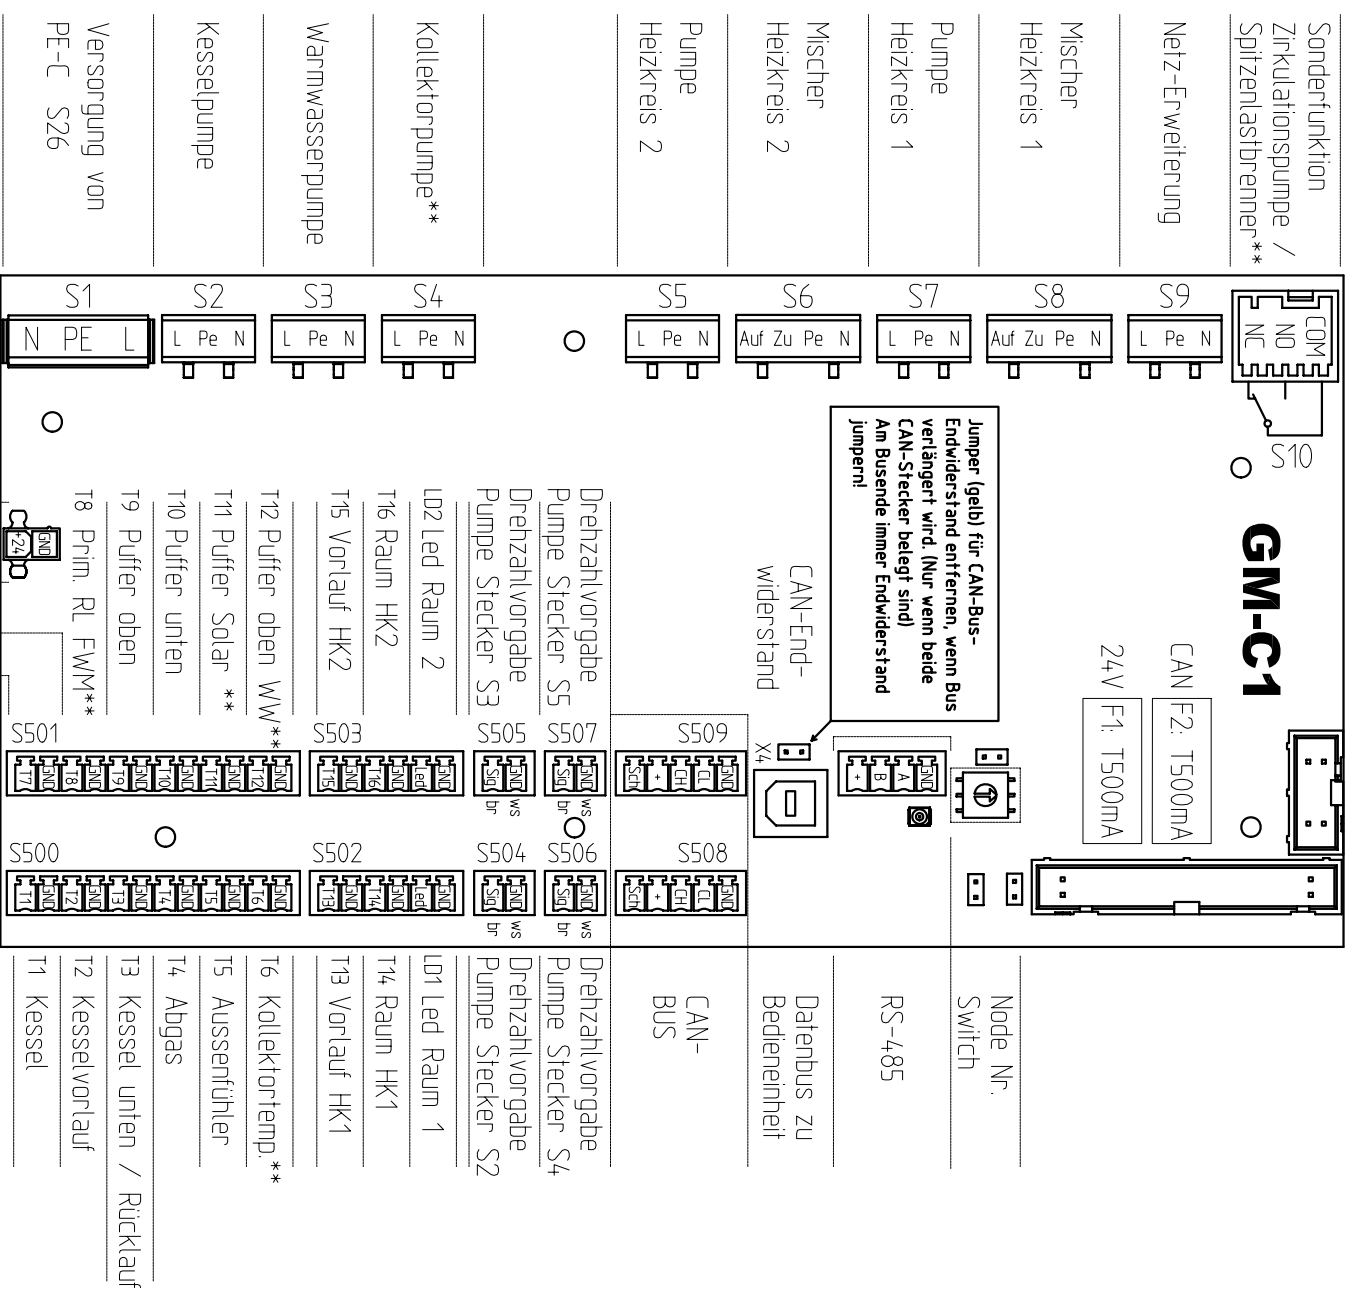 Versorgung von
PE-C S26
Kesselpumpe
Warmwasserpumpe
Kollektorpumpe**
Pumpe
Heizkreis 2
Mischer
Heizkreis 2
Pumpe
Heizkreis 1
Mischer
Heizkreis 1
Netz-Erweiterung
Sonderfunktion
Zirkulationspumpe /
Spitzenlastbrenner**
S1
S2
S3
S4
S5
S6
S7
S8
S9
N PE L
L Pe N
L Pe N
L Pe N
L Pe N
Auf Zu Pe N
L Pe N
Auf Zu Pe N
L Pe N
COM
NO
NC
S10
Jumper (gelb) für CAN-Bus-
Endwiderstand entfernen, wenn Bus
verlängert wird. (Nur wenn beide
CAN-Stecker belegt sind)
Am Busende immer Endwiderstand
jumpern!
GM-C1
GND
+24
T8 Prim. RL FWM**
T9 Puffer oben
T10 Puffer unten
T11 Puffer Solar **
T12 Puffer oben WW**
T15 Vorlauf HK2
T16 Raum HK2
LD2 Led Raum 2
Drehzahlvorgabe
Pumpe Stecker S3
Drehzahlvorgabe
Pumpe Stecker S5
CAN-End-
widerstand
CAN F2: T500mA
24V F1: T500mA
S501
S503
S505
S507
S509
X4
T7 GND T8 GND T9 GND T10 GND T11 GND T12 GND
T15 GND T16 GND Led GND
Sig GND
Sig GND
Sch + CH CL GND
+ B A GND
br ws
br ws
S500
S502
S504
S506
S508
T1 GND T2 GND T3 GND T4 GND T5 GND T6 GND
T13 GND T14 GND Led GND
Sig GND
Sig GND
Sch + CH CL GND
br ws
br ws
T1 Kessel
T2 Kesselvorlauf
T3 Kessel unten / Rücklauf
T4 Abgas
T5 Aussenfühler
T6 Kollektortemp.**
T13 Vorlauf HK1
T14 Raum HK1
LD1 Led Raum 1
Drehzahlvorgabe
Pumpe Stecker S2
Drehzahlvorgabe
Pumpe Stecker S4
CAN-
BUS
Datenbus zu
Bedieneinheit
RS-485
Node Nr.
Switch